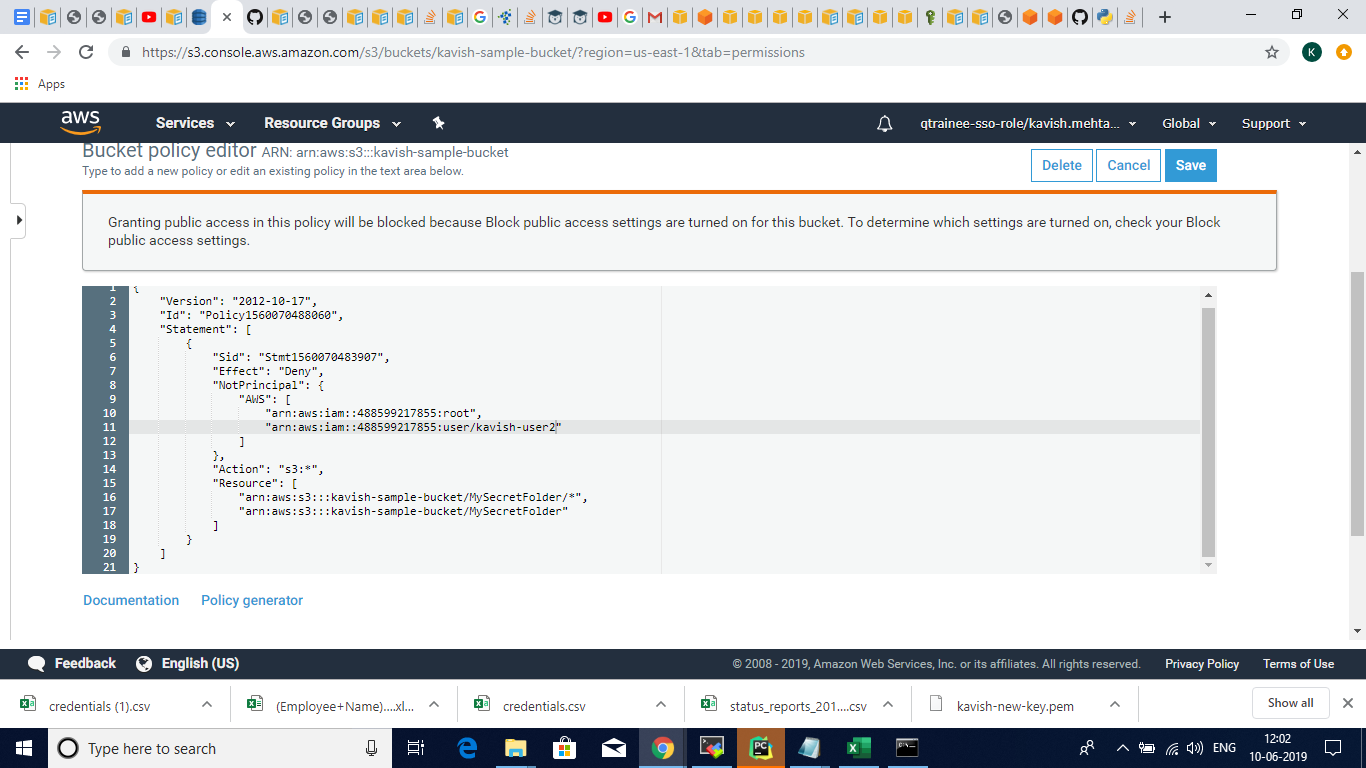 https://s3.console.aws.amazon.com/s3/buckets/kavish-sample-bucket/?region=us-east-1&tab=permissions
K
Apps
aws
Services
Resource Groups
qtrainee-sso-role/kavish.mehta...
Global
Support
Bucket policy editor ARN: arn:aws:s3:::kavish-sample-bucket
Type to add a new policy or edit an existing policy in the text area below.
Delete
Cancel
Save
Granting public access in this policy will be blocked because Block public access settings are turned on for this bucket. To determine which settings are turned on, check your Block
public access settings.
1 {
2 "Version": "2012-10-17",
3 "Id": "Policy1560070488060",
4 "Statement": [
5 {
6 "Sid": "Stmt1560070483907",
7 "Effect": "Deny",
8 "NotPrincipal": {
9 "AWS": [
10 "arn:aws:iam::488599217855:root",
11 "arn:aws:iam::488599217855:user/kavish-user2"
12 ]
13 },
14 "Action": "s3:*",
15 "Resource": [
16 "arn:aws:s3:::kavish-sample-bucket/MySecretFolder/*",
17 "arn:aws:s3:::kavish-sample-bucket/MySecretFolder"
18 ]
19 }
20 ]
21 }
Documentation
Policy generator
Feedback
English (US)
© 2008 - 2019, Amazon Web Services, Inc. or its affiliates. All rights reserved.
Privacy Policy
Terms of Use
credentials (1).csv
(Employee+Name)....xl...
credentials.csv
status_reports_201....csv
kavish-new-key.pem
Show all
Type here to search
ENG
12:02
10-06-2019